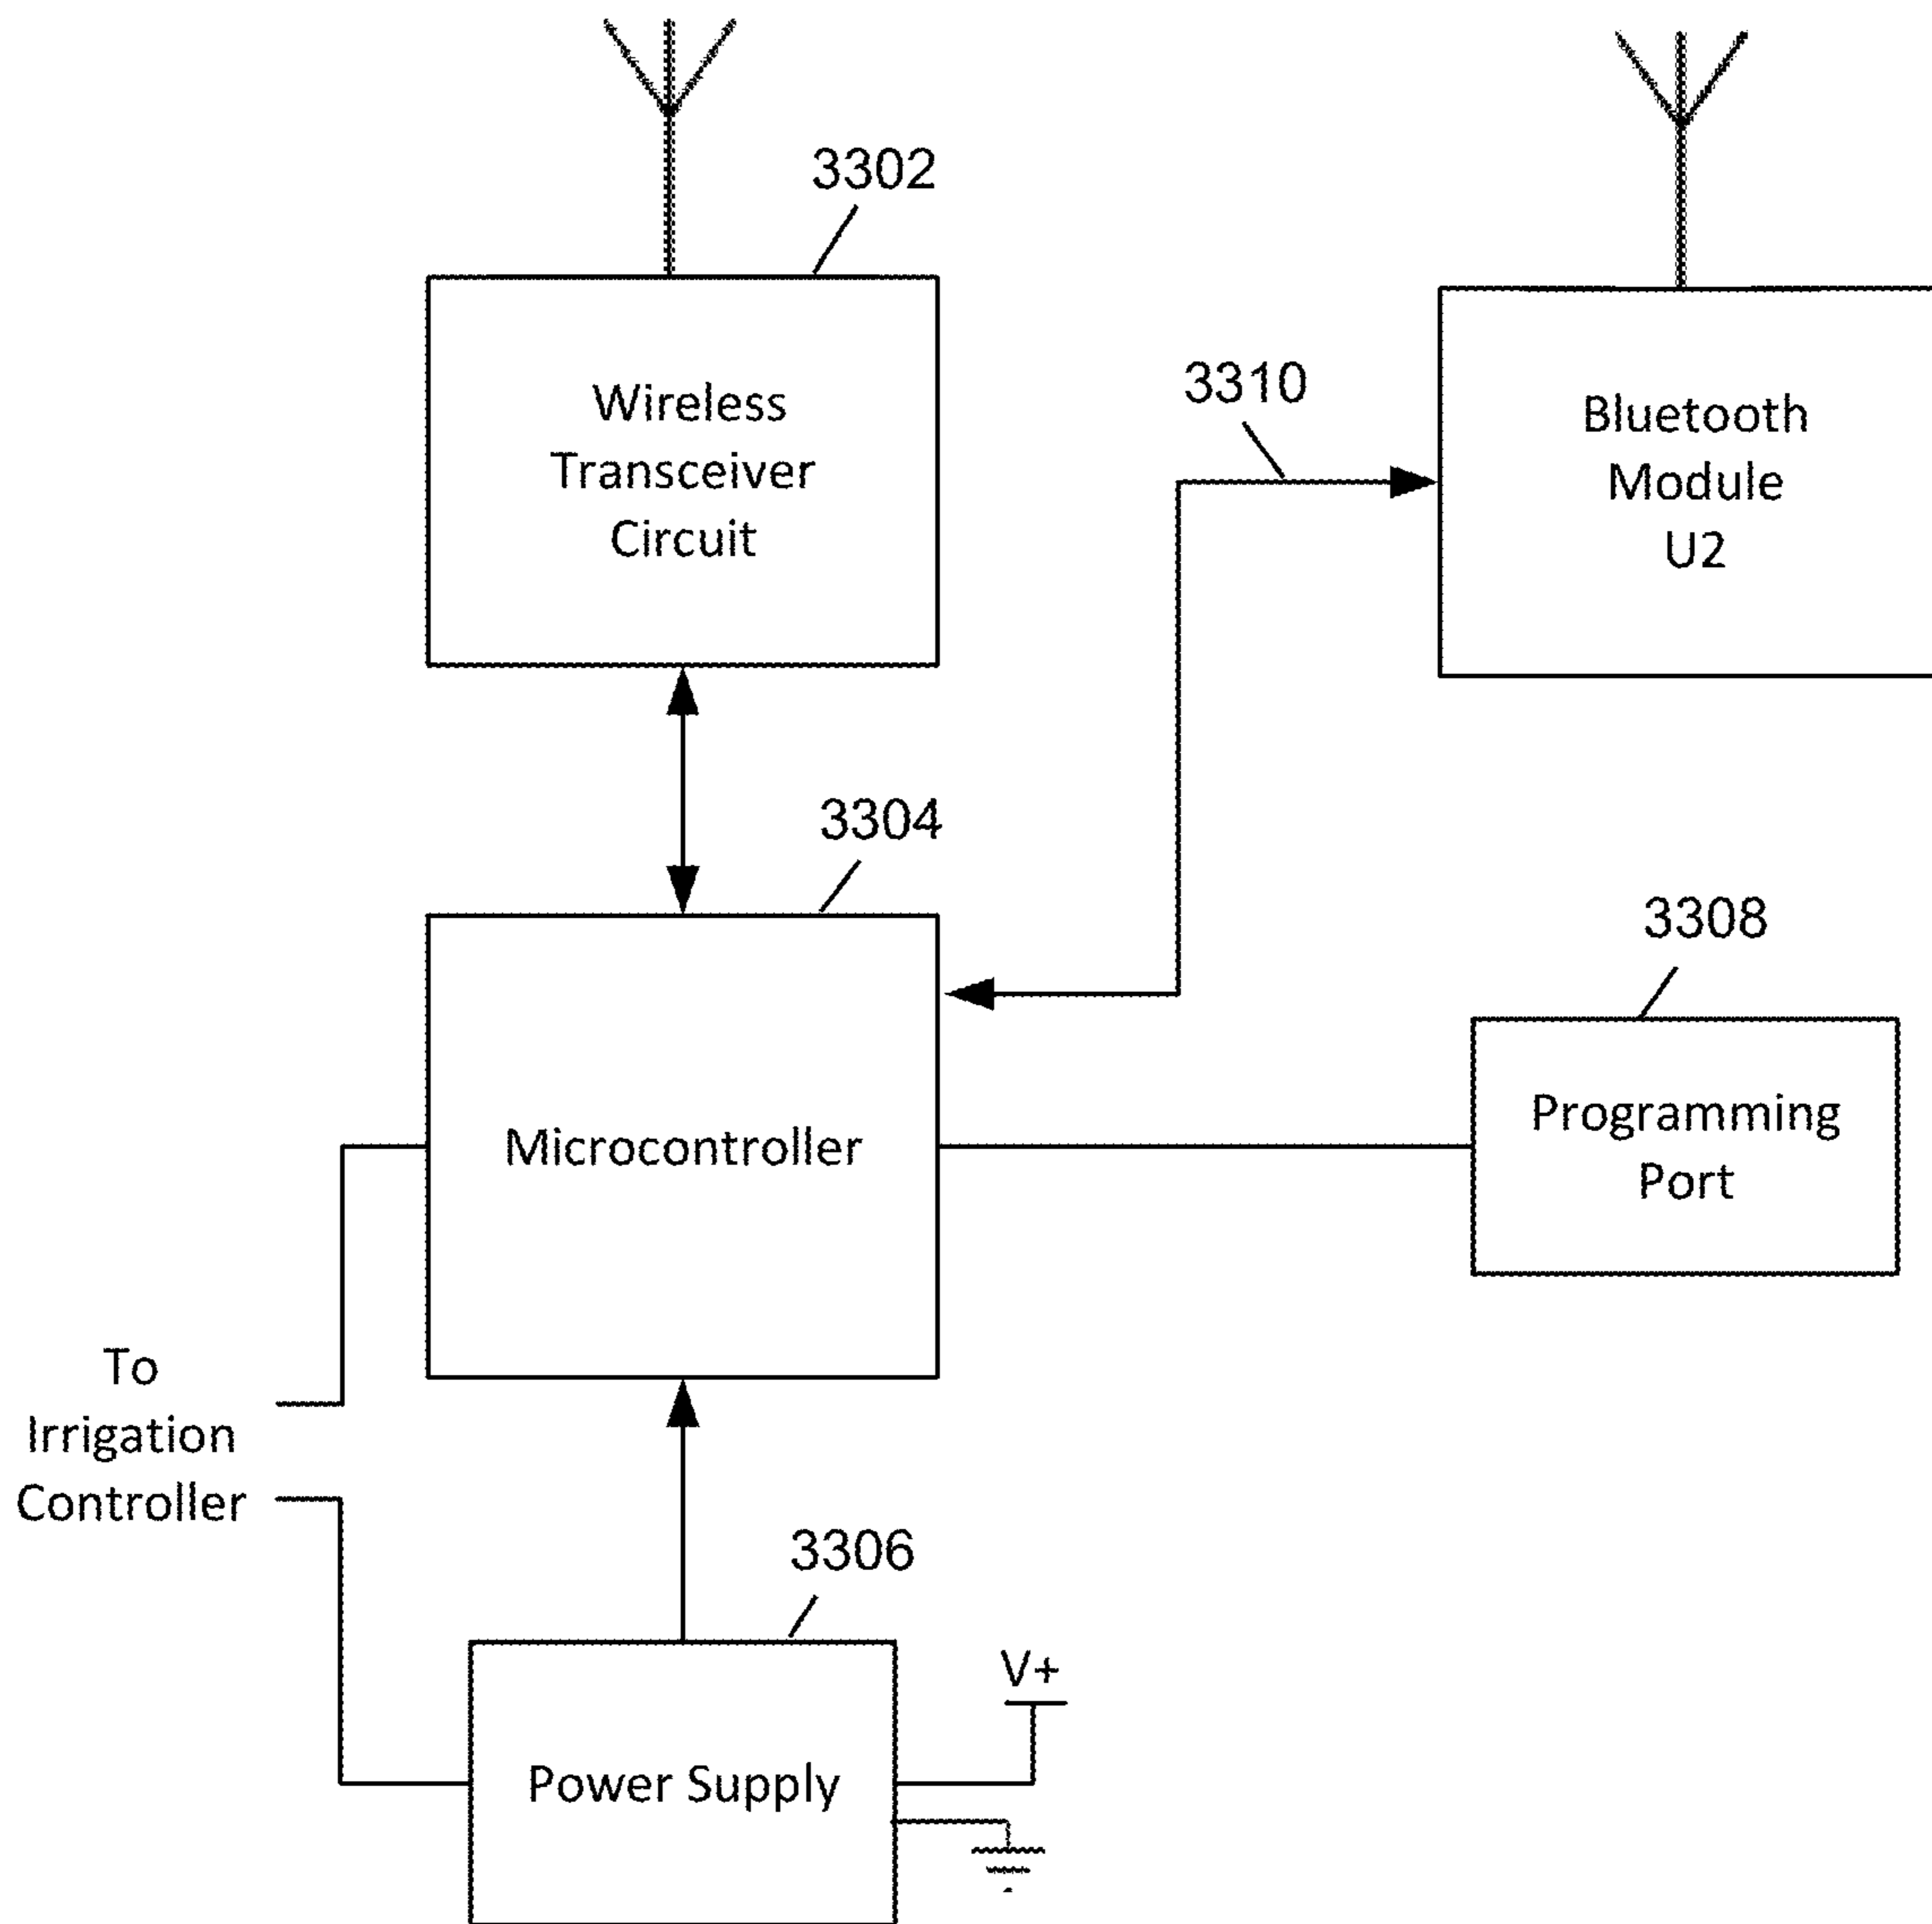 3302
Wireless
Transceiver
Circuit
3310
Bluetooth
Module
U2
3304
Microcontroller
3308
Programming
Port
To
Irrigation
Controller
3306
Power Supply
V+